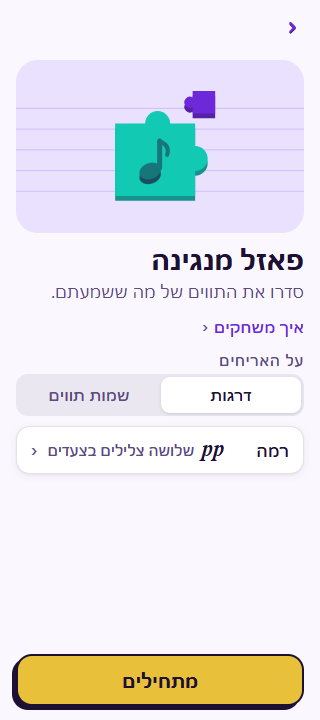 פאזל מנגינה
סדרו את התווים של מה ששמעתם.
איך משחקים ›
על האריחים
דרגות
שמות תווים
רמה pp שלושה צלילים בצעדים ›
מתחילים